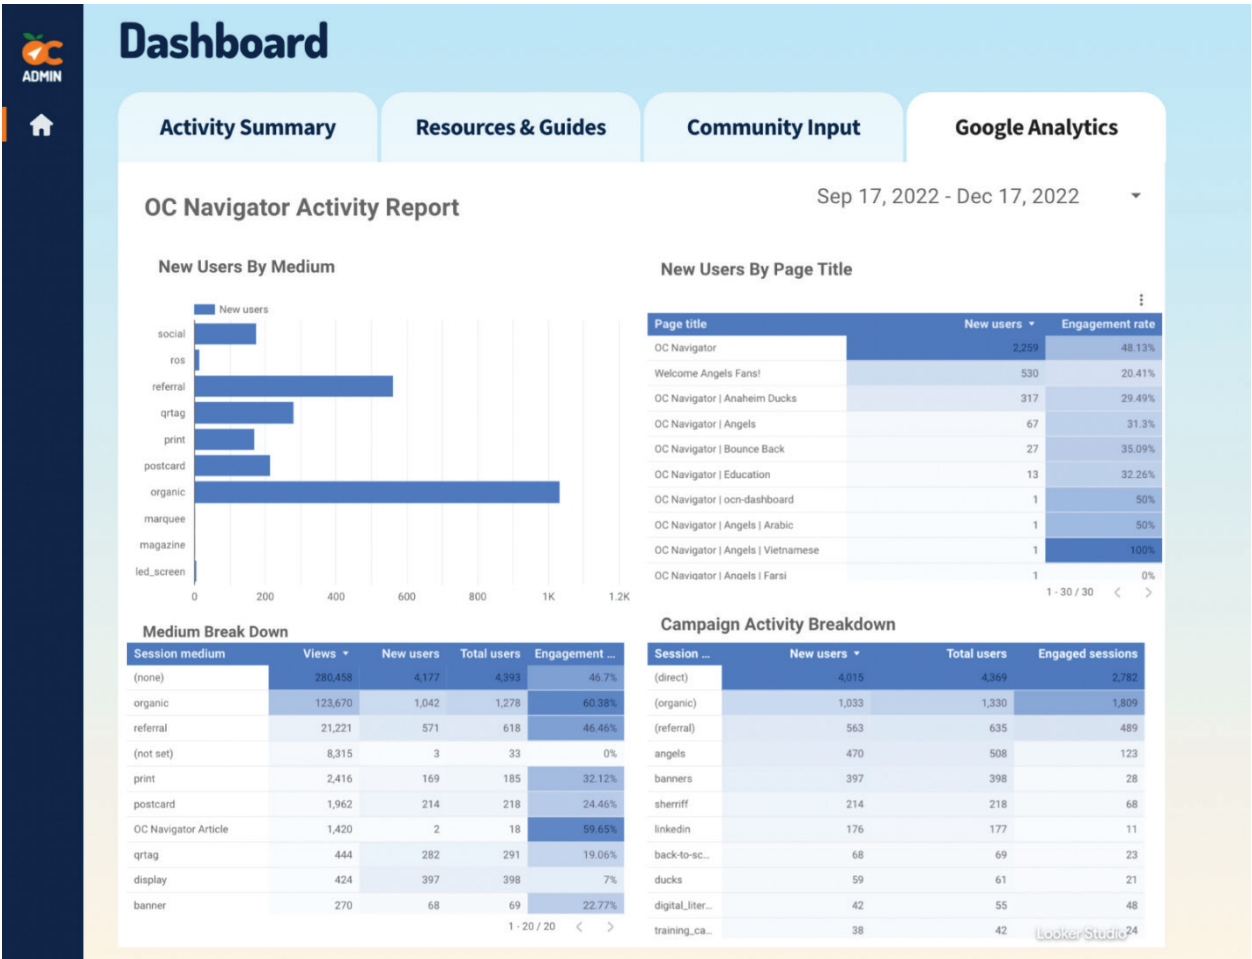 OC
ADMIN
Dashboard
Activity Summary
Resources & Guides
Community Input
Google Analytics
OC Navigator Activity Report
Sep 17, 2022 - Dec 17, 2022
New Users By Medium
New users
social
ros
referral
qrtag
print
postcard
organic
marquee
magazine
led_screen
0 200 400 600 800 1K 1.2K
New Users By Page Title
Page title New users Engagement rate
OC Navigator 2,259 48.13%
Welcome Angels Fans! 530 20.41%
OC Navigator | Anaheim Ducks 317 29.49%
OC Navigator | Angels 67 31.3%
OC Navigator | Bounce Back 27 35.09%
OC Navigator | Education 13 32.26%
OC Navigator | ocn-dashboard 1 50%
OC Navigator | Angels | Arabic 1 50%
OC Navigator | Angels | Vietnamese 1 100%
OC Navigator | Angels | Farsi 1 0%
1 - 30 / 30
Medium Break Down
Session medium Views New users Total users Engagement ...
(none) 280,458 4,177 4,393 46.7%
organic 123,670 1,042 1,278 60.38%
referral 21,221 571 618 46.46%
(not set) 8,315 3 33 0%
print 2,416 169 185 32.12%
postcard 1,962 214 218 24.46%
OC Navigator Article 1,420 2 18 59.65%
qrtag 444 282 291 19.06%
display 424 397 398 7%
banner 270 68 69 22.77%
1 - 20 / 20
Campaign Activity Breakdown
Session ... New users Total users Engaged sessions
(direct) 4,015 4,369 2,782
(organic) 1,033 1,330 1,809
(referral) 563 635 489
angels 470 508 123
banners 397 398 28
sherriff 214 218 68
linkedin 176 177 11
back-to-sc... 68 69 23
ducks 59 61 21
digital_liter... 42 55 48
training_ca... 38 42 24
Looker Studio